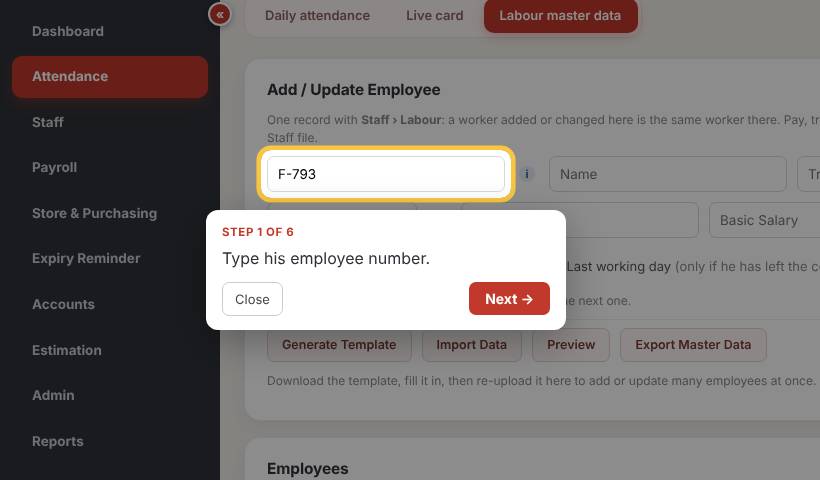 Dashboard
Attendance
Staff
Payroll
Store & Purchasing
Expiry Reminder
Accounts
Estimation
Admin
Reports
«
Daily attendance
Live card
Labour master data
Add / Update Employee
One record with Staff › Labour: a worker added or changed here is the same worker there. Pay,
Staff file.
F-793
i
Name
Basic Salary
STEP 1 OF 6
Type his employee number.
Close
Next →
Last working day (only if he has left the
next one.
Generate Template
Import Data
Preview
Export Master Data
Download the template, fill it in, then re-upload it here to add or update many employees at once.
Employees